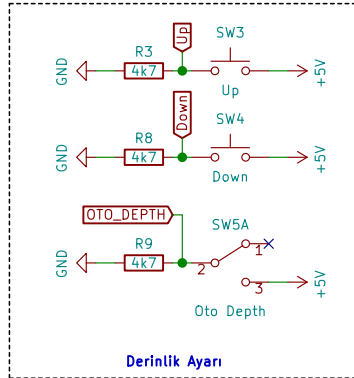 Up
SW3
R3
GND
4k7
+5V
Up
Down
SW4
R8
GND
4k7
+5V
Down
OTO_DEPTH
SW5A
R9
1
GND
4k7
2
3
+5V
Oto Depth
Derinlik Ayarı